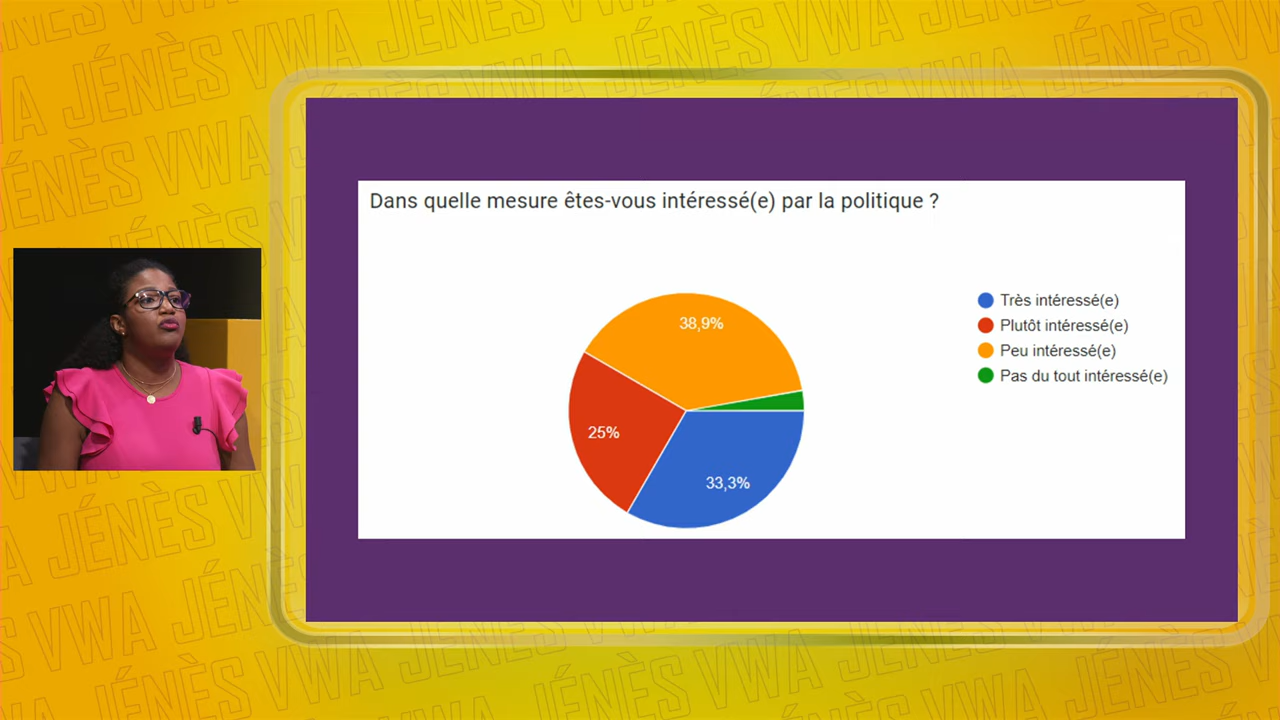 JÉNÈS VWA
Dans quelle mesure êtes-vous intéressé(e) par la politique ?
38,9%
25%
33,3%
Très intéressé(e)
Plutôt intéressé(e)
Peu intéressé(e)
Pas du tout intéressé(e)